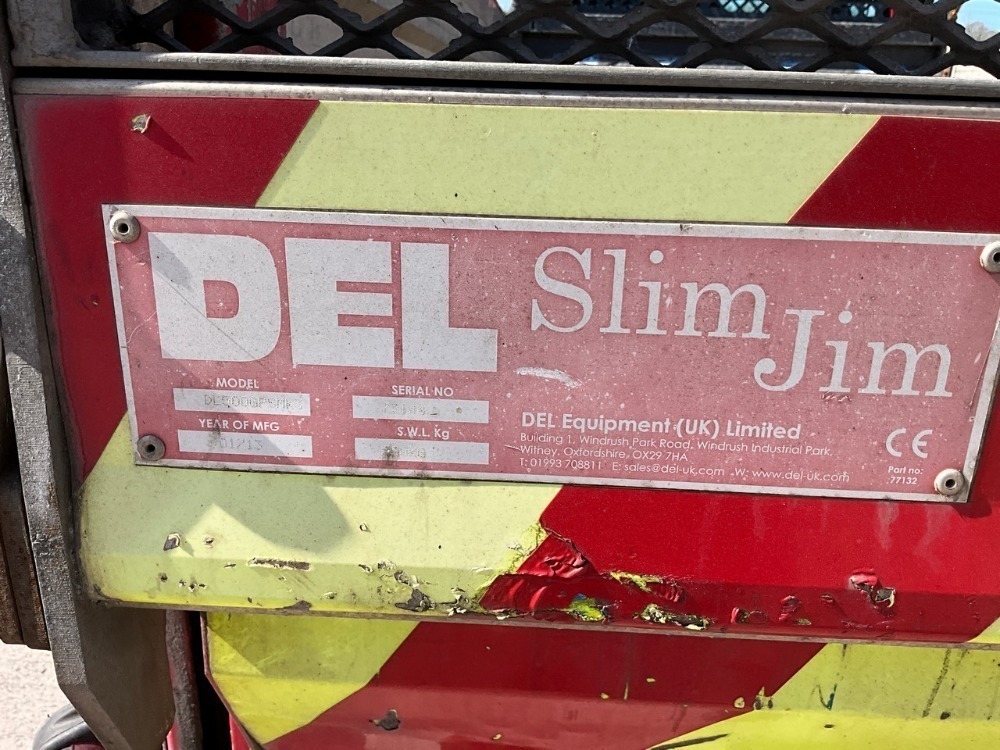 DEL Slim Jim
MODEL
SERIAL NO
YEAR OF MFG
01/13
S.W.L. Kg
DEL Equipment (UK) Limited
Building 1, Windrush Park Road, Windrush Industrial Park,
Witney, Oxfordshire, OX29 7HA
T: 01993 708811 E: sales@del-uk.com W: www.del-uk.com
CE
Part no:
77132